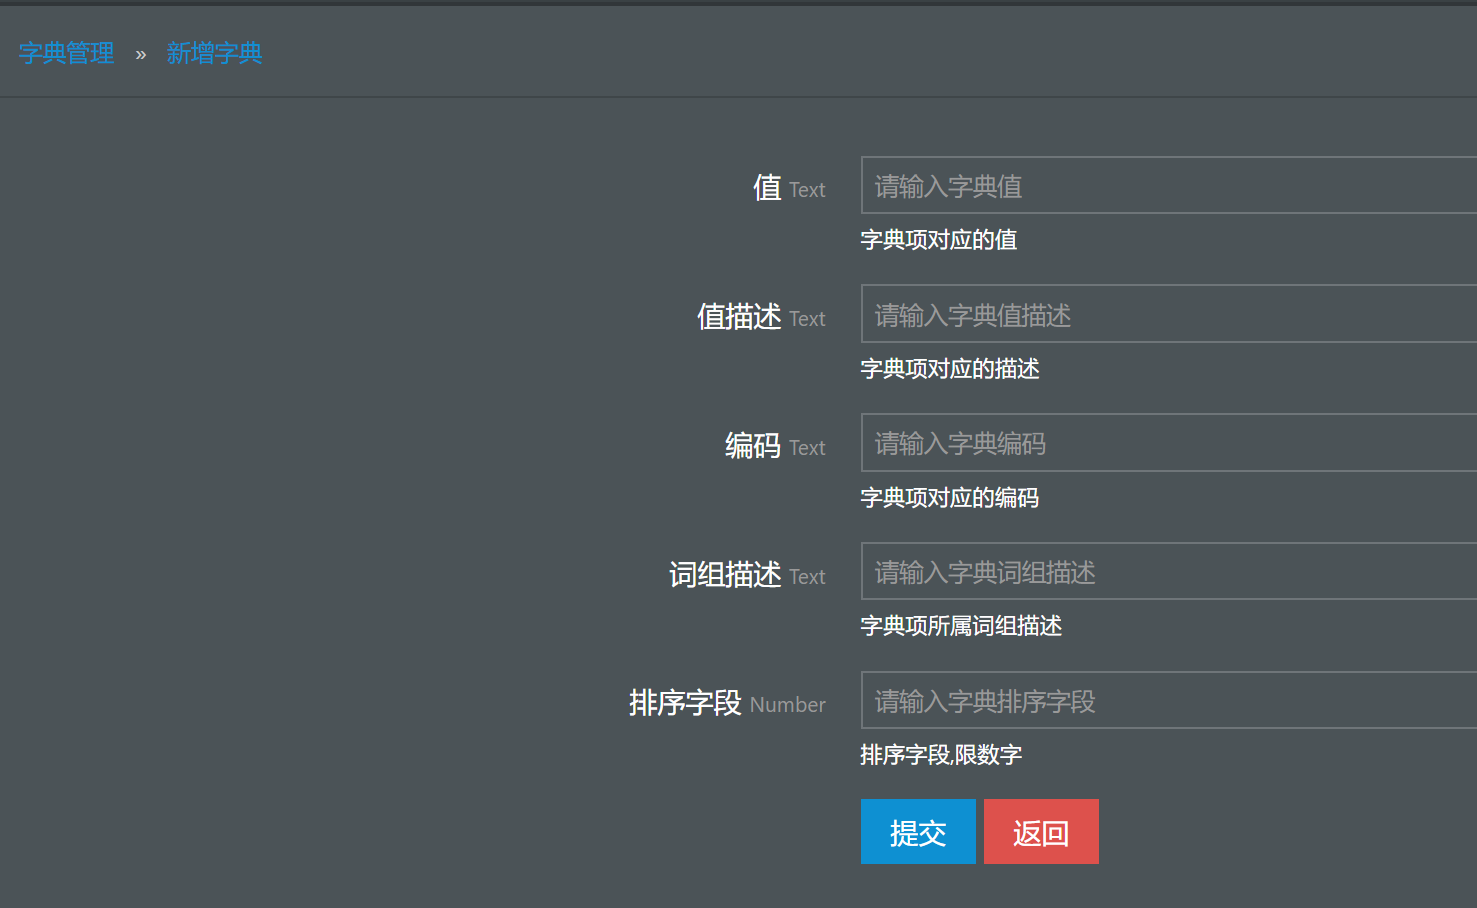 字典管理 » 新增字典
值 Text 请输入字典值
字典项对应的值
值描述 Text 请输入字典值描述
字典项对应的描述
编码 Text 请输入字典编码
字典项对应的编码
词组描述 Text 请输入字典词组描述
字典项所属词组描述
排序字段 Number 请输入字典排序字段
排序字段,限数字
提交 返回